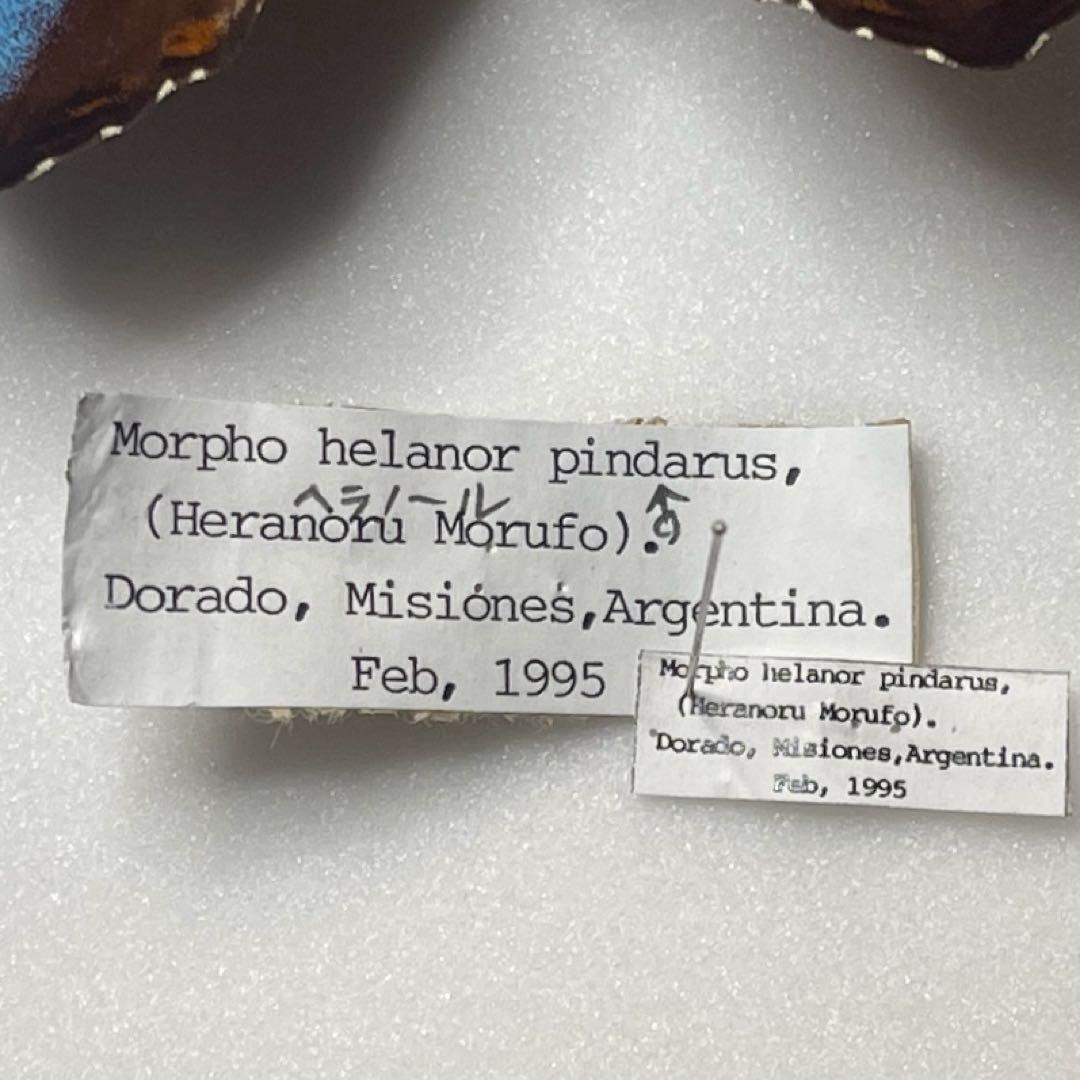 Morpho helanor pindarus,
ヘラノール ♂
(Heranoru Morufo).
Dorado, Misiones,Argentina.
Feb, 1995
Morpho helanor pindarus,
(Heranoru Morufo).
Dorado, Misiones,Argentina.
Feb, 1995